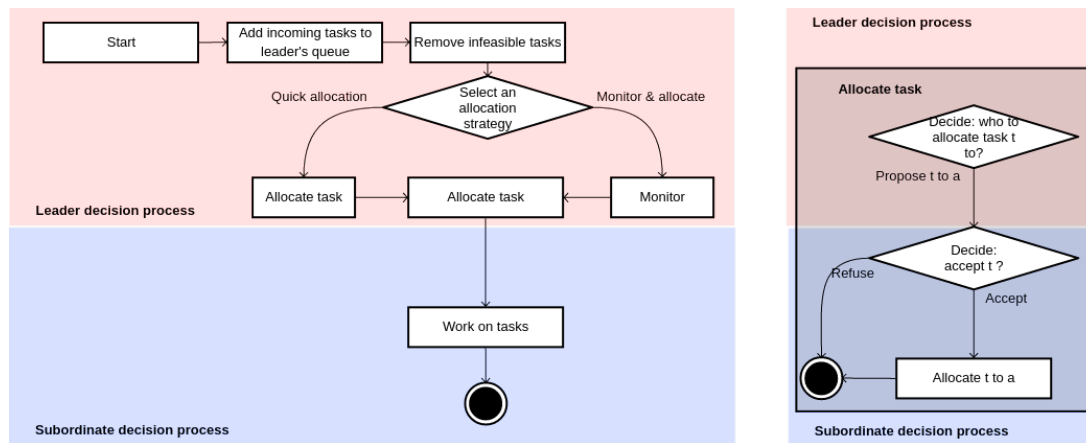 Start
Add incoming tasks to
leader's queue
Remove infeasible tasks
Quick allocation
Select an
allocation
strategy
Monitor & allocate
Allocate task
Allocate task
Monitor
Leader decision process
Work on tasks
Subordinate decision process
Leader decision process
Allocate task
Decide: who to
allocate task t
to?
Propose t to a
Decide:
accept t ?
Refuse
Accept
Allocate t to a
Subordinate decision process